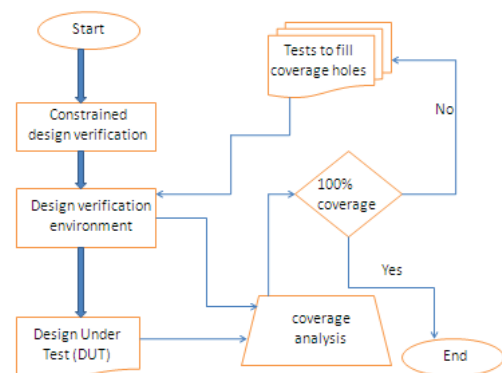 Start
Constrained
design verification
Design verification
environment
Design Under
Test (DUT)
Tests to fill
coverage holes
No
100%
coverage
Yes
coverage
analysis
End